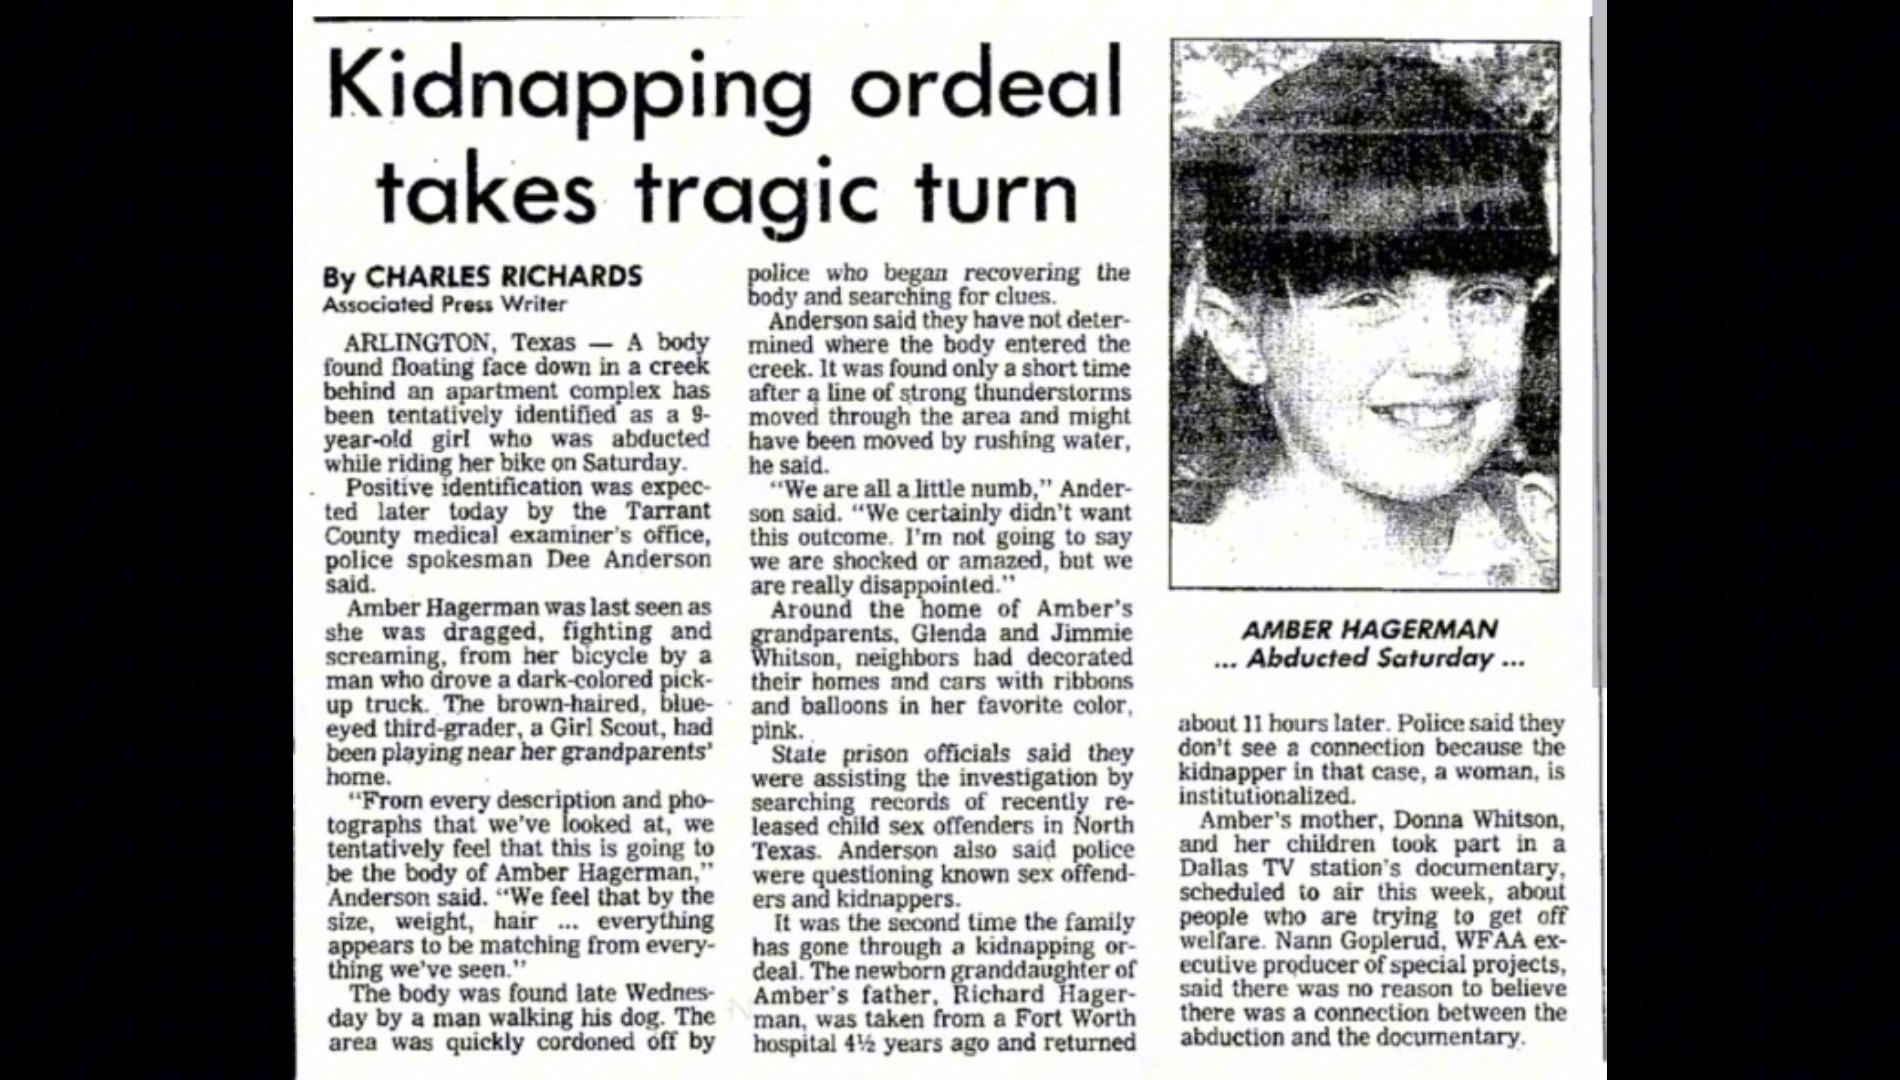 Kidnapping ordeal
takes tragic turn
By CHARLES RICHARDS
Associated Press Writer
ARLINGTON, Texas — A body
found floating face down in a creek
behind an apartment complex has
been tentatively identified as a 9-
year-old girl who was abducted
while riding her bike on Saturday.
Positive identification was expec-
ted later today by the Tarrant
County medical examiner's office,
police spokesman Dee Anderson
said.
Amber Hagerman was last seen as
she was dragged, fighting and
screaming, from her bicycle by a
man who drove a dark-colored pick-
up truck. The brown-haired, blue-
eyed third-grader, a Girl Scout, had
been playing near her grandparents'
home.
"From every description and pho-
tographs that we've looked at, we
tentatively feel that this is going to
be the body of Amber Hagerman,"
Anderson said. "We feel that by the
size, weight, hair ... everything
appears to be matching from every-
thing we've seen."
The body was found late Wednes-
day by a man walking his dog. The
area was quickly cordoned off by
police who began recovering the
body and searching for clues.
Anderson said they have not deter-
mined where the body entered the
creek. It was found only a short time
after a line of strong thunderstorms
moved through the area and might
have been moved by rushing water,
he said.
"We are all a little numb," Ander-
son said. "We certainly didn't want
this outcome. I'm not going to say
we are shocked or amazed, but we
are really disappointed."
Around the home of Amber's
grandparents, Glenda and Jimmie
Whitson, neighbors had decorated
their homes and cars with ribbons
and balloons in her favorite color,
pink.
State prison officials said they
were assisting the investigation by
searching records of recently re-
leased child sex offenders in North
Texas. Anderson also said police
were questioning known sex offend-
ers and kidnappers.
It was the second time the family
has gone through a kidnapping or-
deal. The newborn granddaughter of
Amber's father, Richard Hager-
man, was taken from a Fort Worth
hospital 4½ years ago and returned
AMBER HAGERMAN
... Abducted Saturday ...
about 11 hours later. Police said they
don't see a connection because the
kidnapper in that case, a woman, is
institutionalized.
Amber's mother, Donna Whitson,
and her children took part in a
Dallas TV station's documentary,
scheduled to air this week, about
people who are trying to get off
welfare. Nann Goplerud, WFAA ex-
ecutive producer of special projects,
said there was no reason to believe
there was a connection between the
abduction and the documentary.